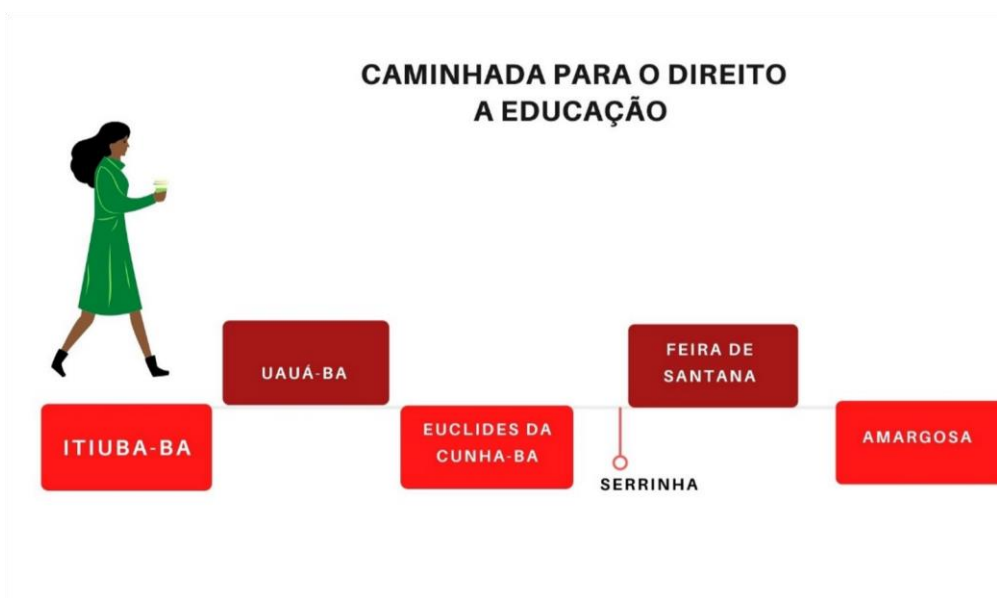 CAMINHADA PARA O DIREITO
A EDUCAÇÃO
ITIUBA-BA
UAUÁ-BA
EUCLIDES DA
CUNHA-BA
SERRINHA
FEIRA DE
SANTANA
AMARGOSA